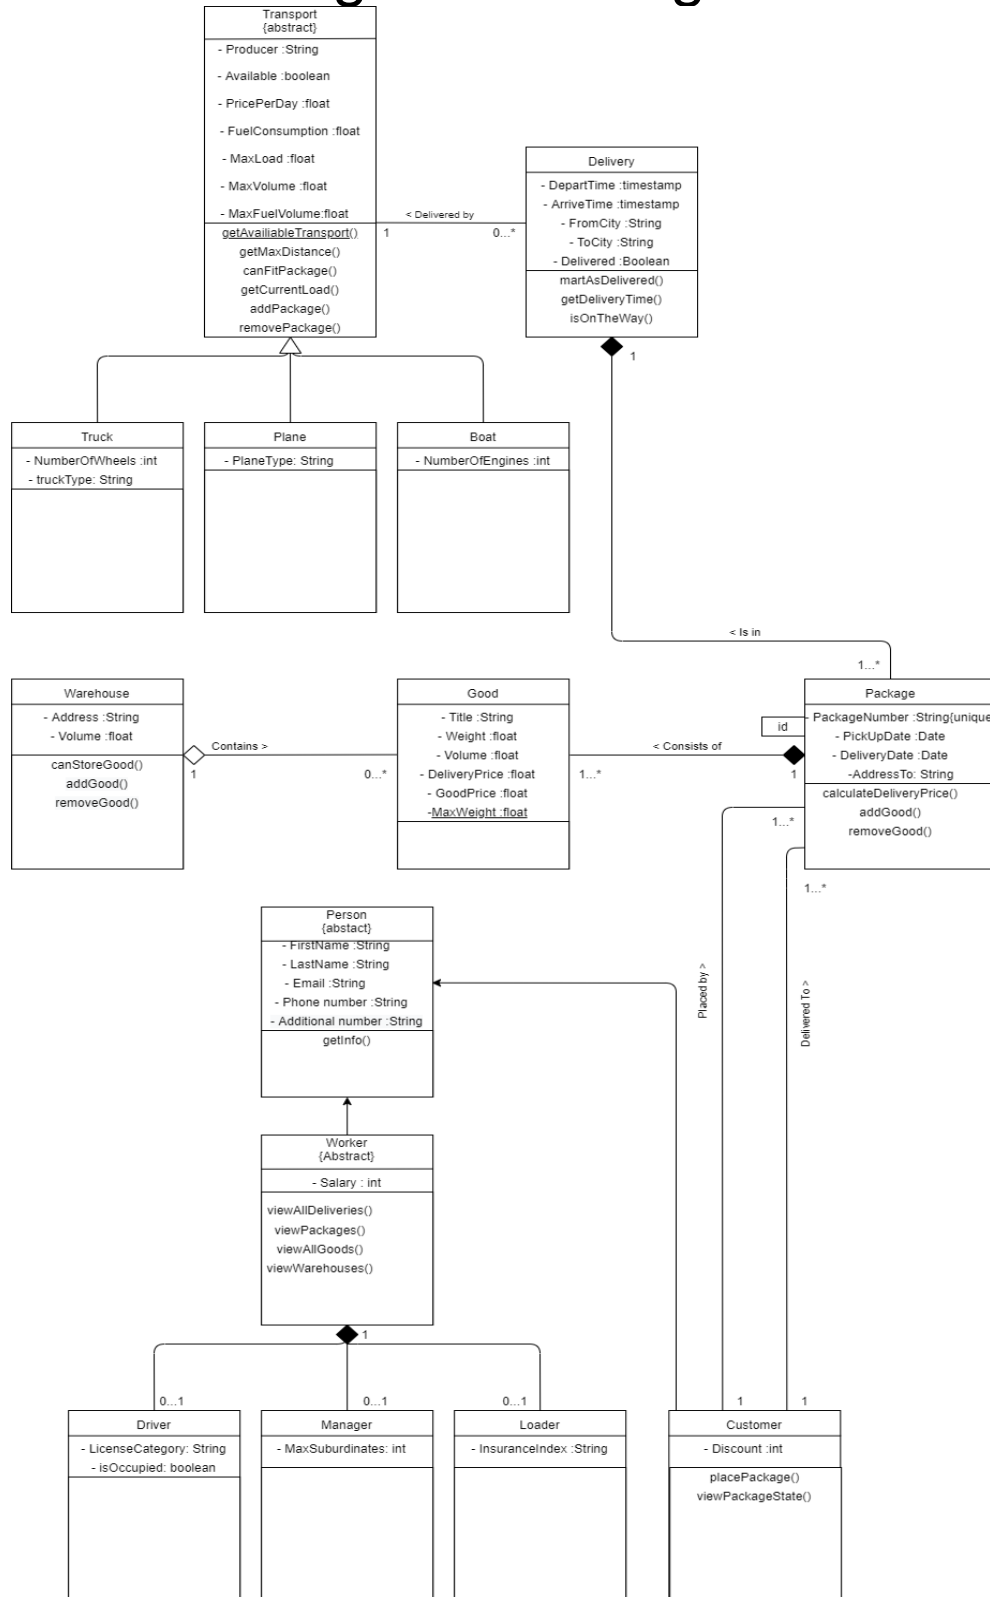 Transport
{abstract}
- Producer :String
- Available :boolean
- PricePerDay :float
- FuelConsumption :float
- MaxLoad :float
- MaxVolume :float
- MaxFuelVolume:float
getAvailiableTransport()
getMaxDistance()
canFitPackage()
getCurrentLoad()
addPackage()
removePackage()
< Delivered by
1
0...*
Delivery
- DepartTime :timestamp
- ArriveTime :timestamp
- FromCity :String
- ToCity :String
- Delivered :Boolean
martAsDelivered()
getDeliveryTime()
isOnTheWay()
1
Truck
- NumberOfWheels :int
- truckType: String
Plane
- PlaneType: String
Boat
- NumberOfEngines :int
< Is in
1...*
Warehouse
- Address :String
- Volume :float
canStoreGood()
addGood()
removeGood()
Contains >
1
0...*
Good
- Title :String
- Weight :float
- Volume :float
- DeliveryPrice :float
- GoodPrice :float
-MaxWeight :float
< Consists of
1...*
1
id
Package
- PackageNumber :String{unique
- PickUpDate :Date
- DeliveryDate :Date
-AddressTo: String
calculateDeliveryPrice()
addGood()
removeGood()
1...*
1...*
Placed by >
Delivered To >
Person
{abstact}
- FirstName :String
- LastName :String
- Email :String
- Phone number :String
- Additional number :String
getInfo()
Worker
{Abstract}
- Salary : int
viewAllDeliveries()
viewPackages()
viewAllGoods()
viewWarehouses()
1
0...1
0...1
0...1
1
1
Driver
- LicenseCategory: String
- isOccupied: boolean
Manager
- MaxSuburdinates: int
Loader
- InsuranceIndex :String
Customer
- Discount :int
placePackage()
viewPackageState()